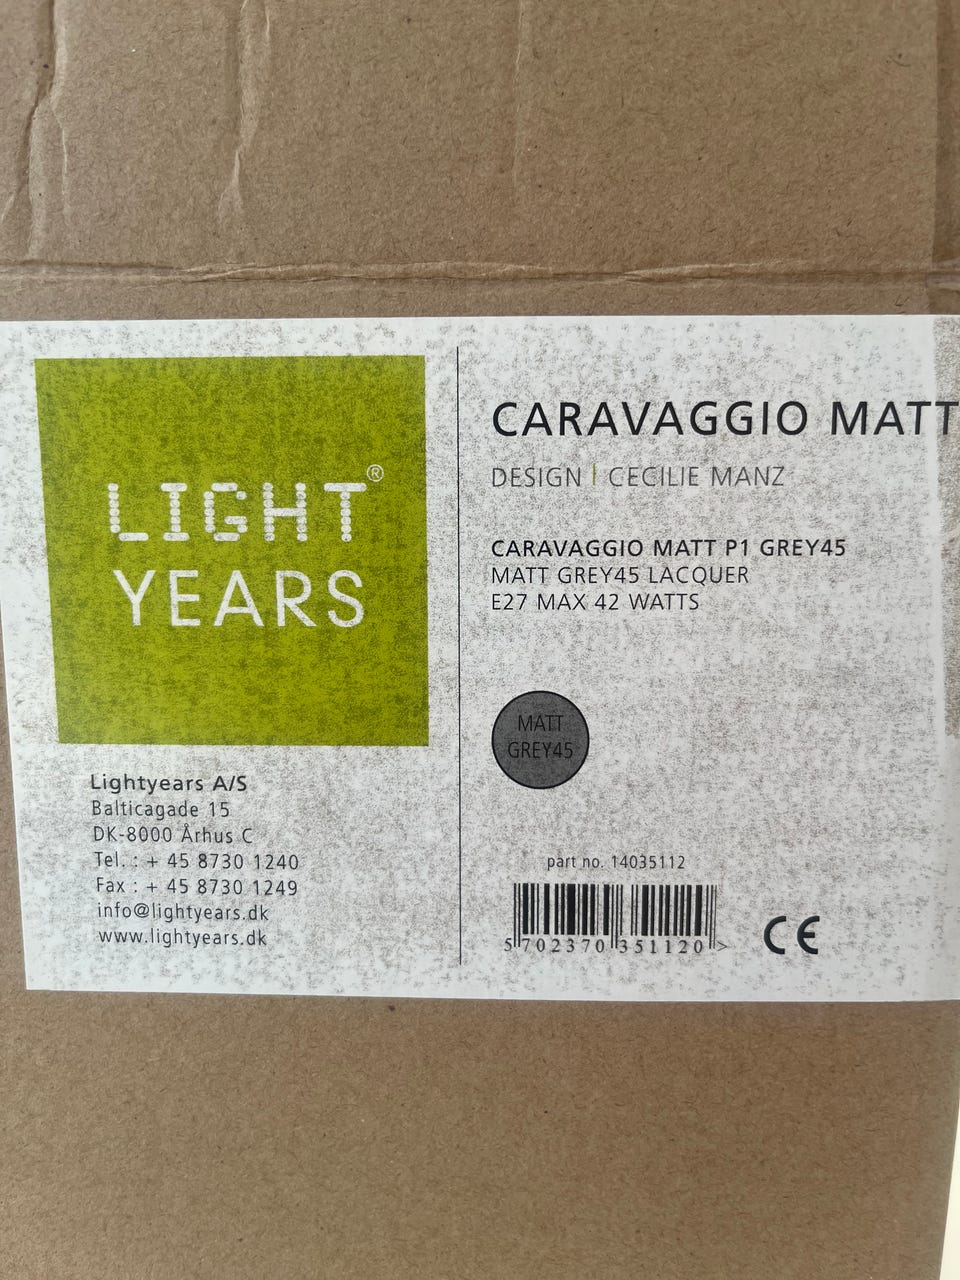 LIGHT®
YEARS
Lightyears A/S
Balticagade 15
DK-8000 Århus C
Tel. : + 45 8730 1240
Fax : + 45 8730 1249
info@lightyears.dk
www.lightyears.dk
CARAVAGGIO MATT
DESIGN | CECILIE MANZ
CARAVAGGIO MATT P1 GREY45
MATT GREY45 LACQUER
E27 MAX 42 WATTS
MATT
GREY45
part no. 14035112
5 702370 351120 >
CE